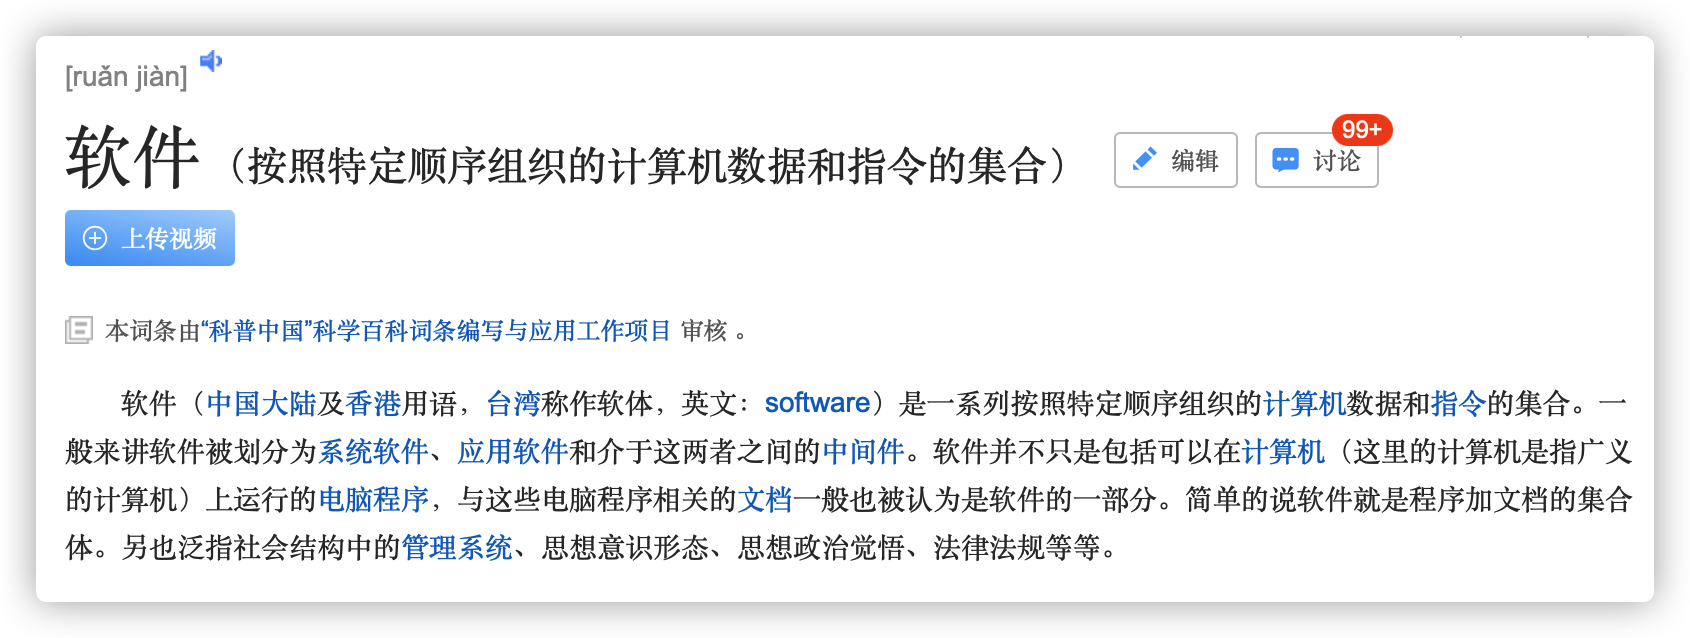 [ruǎn jiàn]
软件（按照特定顺序组织的计算机数据和指令的集合） 编辑 讨论 99+
上传视频
本词条由“科普中国”科学百科词条编写与应用工作项目 审核 。
软件（中国大陆及香港用语，台湾称作软体，英文：software）是一系列按照特定顺序组织的计算机数据和指令的集合。一
般来讲软件被划分为系统软件、应用软件和介于这两者之间的中间件。软件并不只是包括可以在计算机（这里的计算机是指广义
的计算机）上运行的电脑程序，与这些电脑程序相关的文档一般也被认为是软件的一部分。简单的说软件就是程序加文档的集合
体。另也泛指社会结构中的管理系统、思想意识形态、思想政治觉悟、法律法规等等。